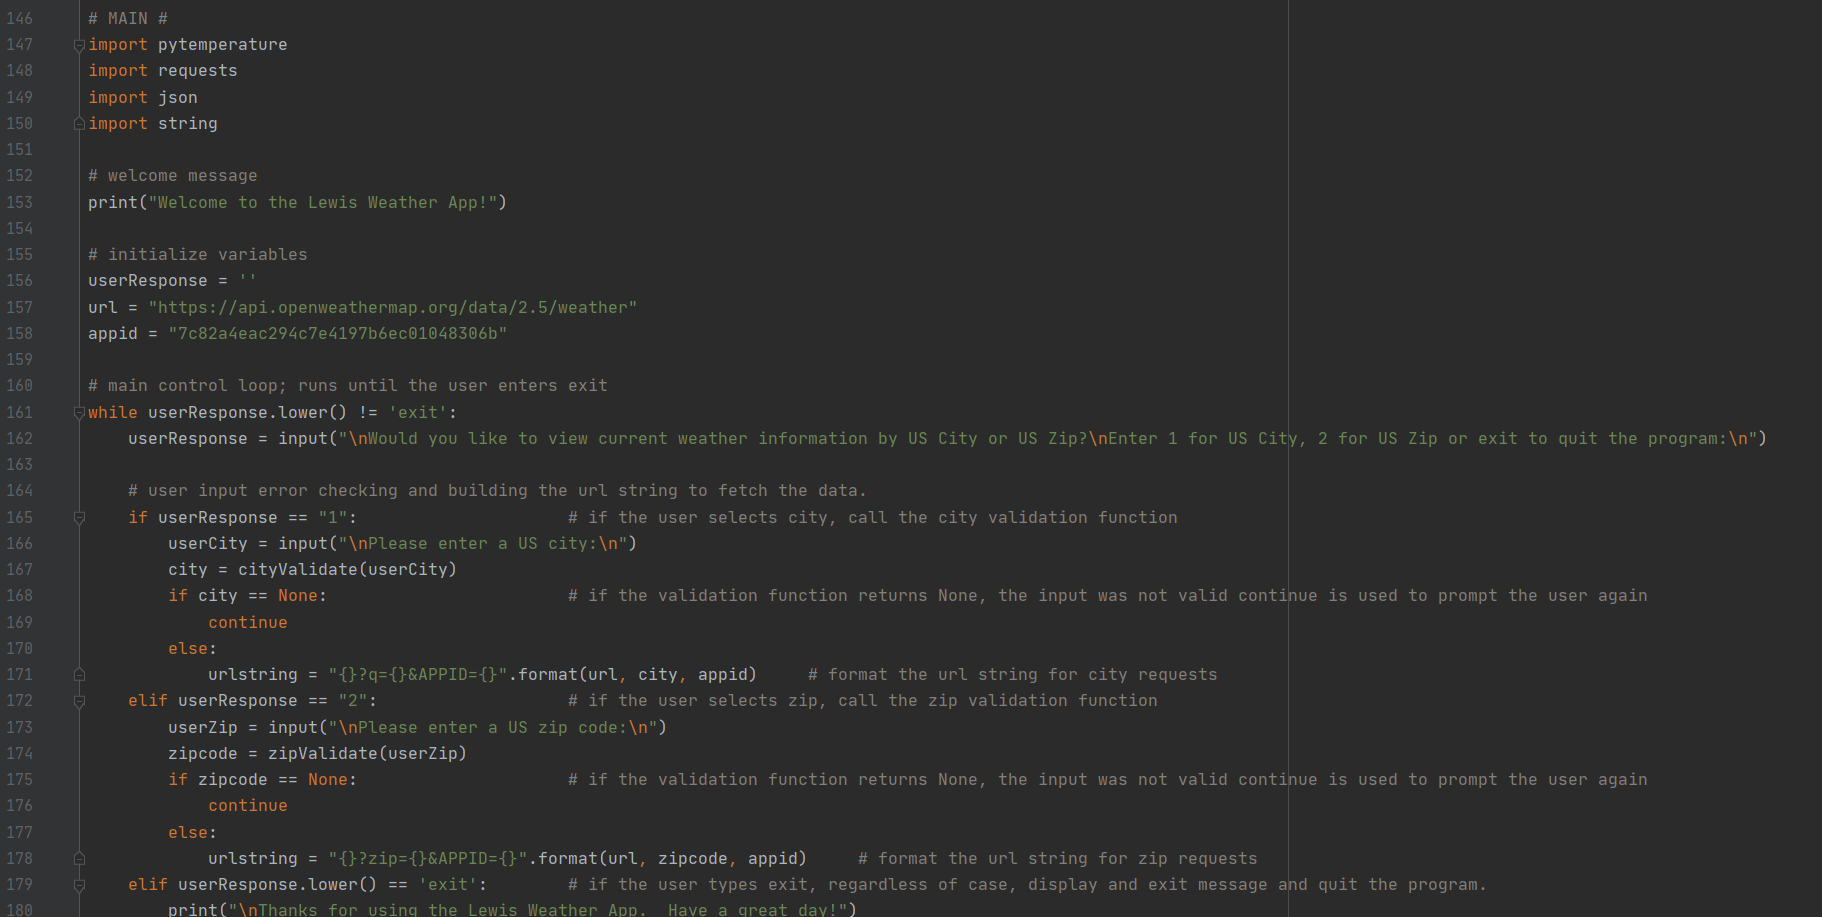 146 # MAIN #
147 import pytemperature
148 import requests
149 import json
150 import string
151
152 # welcome message
153 print("Welcome to the Lewis Weather App!")
154
155 # initialize variables
156 userResponse = ''
157 url = "https://api.openweathermap.org/data/2.5/weather"
158 appid = "7c82a4eac294c7e4197b6ec01048306b"
159
160 # main control loop; runs until the user enters exit
161 while userResponse.lower() != 'exit':
162     userResponse = input("\nWould you like to view current weather information by US City or US Zip?\nEnter 1 for US City, 2 for US Zip or exit to quit the program:\n")
163
164     # user input error checking and building the url string to fetch the data.
165     if userResponse == "1":                     # if the user selects city, call the city validation function
166         userCity = input("\nPlease enter a US city:\n")
167         city = cityValidate(userCity)
168         if city == None:                        # if the validation function returns None, the input was not valid continue is used to prompt the user again
169             continue
170         else:
171             urlstring = "{}?q={}&APPID={}".format(url, city, appid)     # format the url string for city requests
172     elif userResponse == "2":                   # if the user selects zip, call the zip validation function
173         userZip = input("\nPlease enter a US zip code:\n")
174         zipcode = zipValidate(userZip)
175         if zipcode == None:                     # if the validation function returns None, the input was not valid continue is used to prompt the user again
176             continue
177         else:
178             urlstring = "{}?zip={}&APPID={}".format(url, zipcode, appid)     # format the url string for zip requests
179     elif userResponse.lower() == 'exit':        # if the user types exit, regardless of case, display and exit message and quit the program.
180         print("\nThanks for using the Lewis Weather App.  Have a great day!")